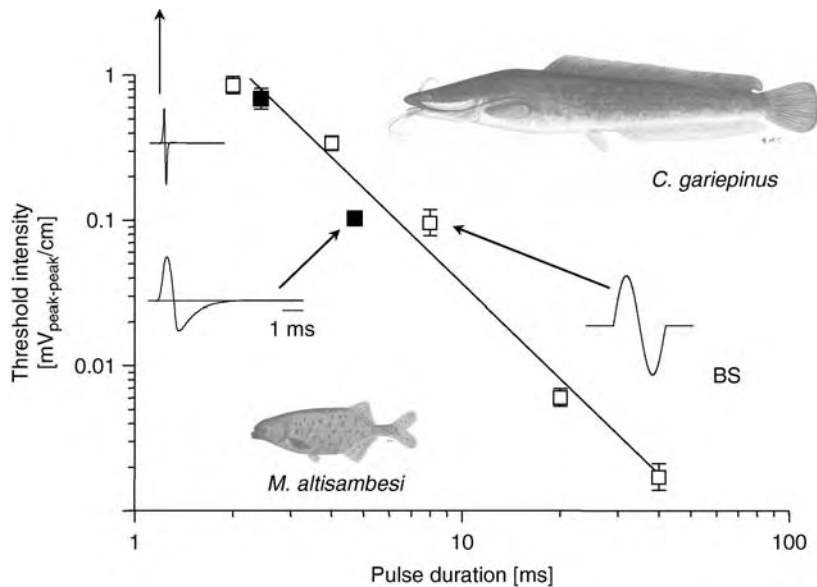 1
0.1
0.01
1
10
100
Threshold intensity
[mV_peak-peak/cm]
Pulse duration [ms]
C. gariepinus
1 ms
BS
M. altisambesi